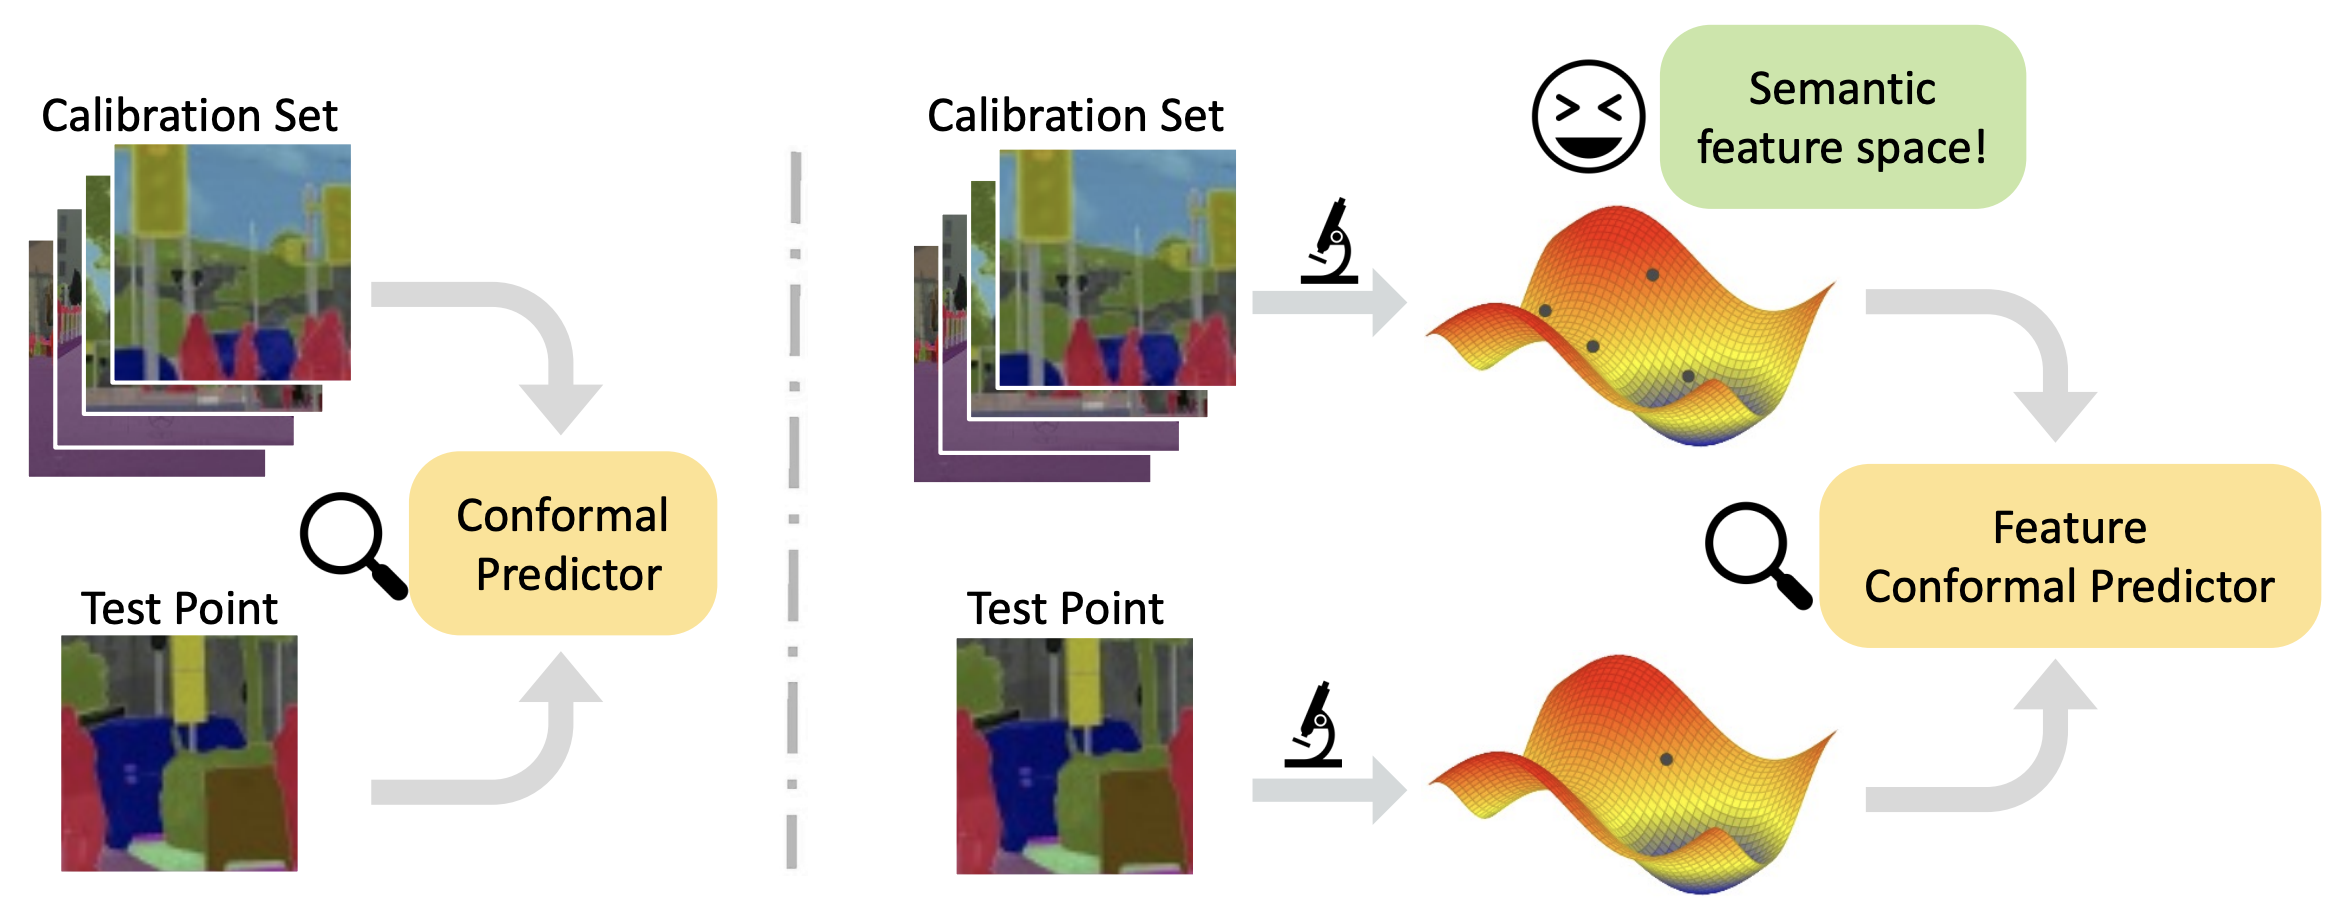 Calibration Set
Conformal
Predictor
Test Point
Calibration Set
Semantic
feature space!
Feature
Conformal Predictor
Test Point